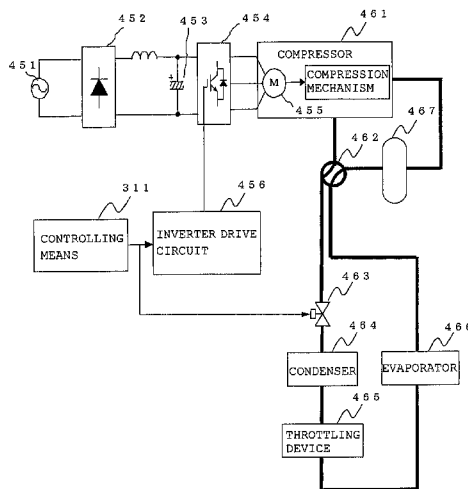 451
452
453
454
461
COMPRESSOR
COMPRESSION
MECHANISM
M
455
467
462
311
456
CONTROLLING
MEANS
INVERTER DRIVE
CIRCUIT
463
464
466
CONDENSER
EVAPORATOR
465
THROTTLING
DEVICE
+